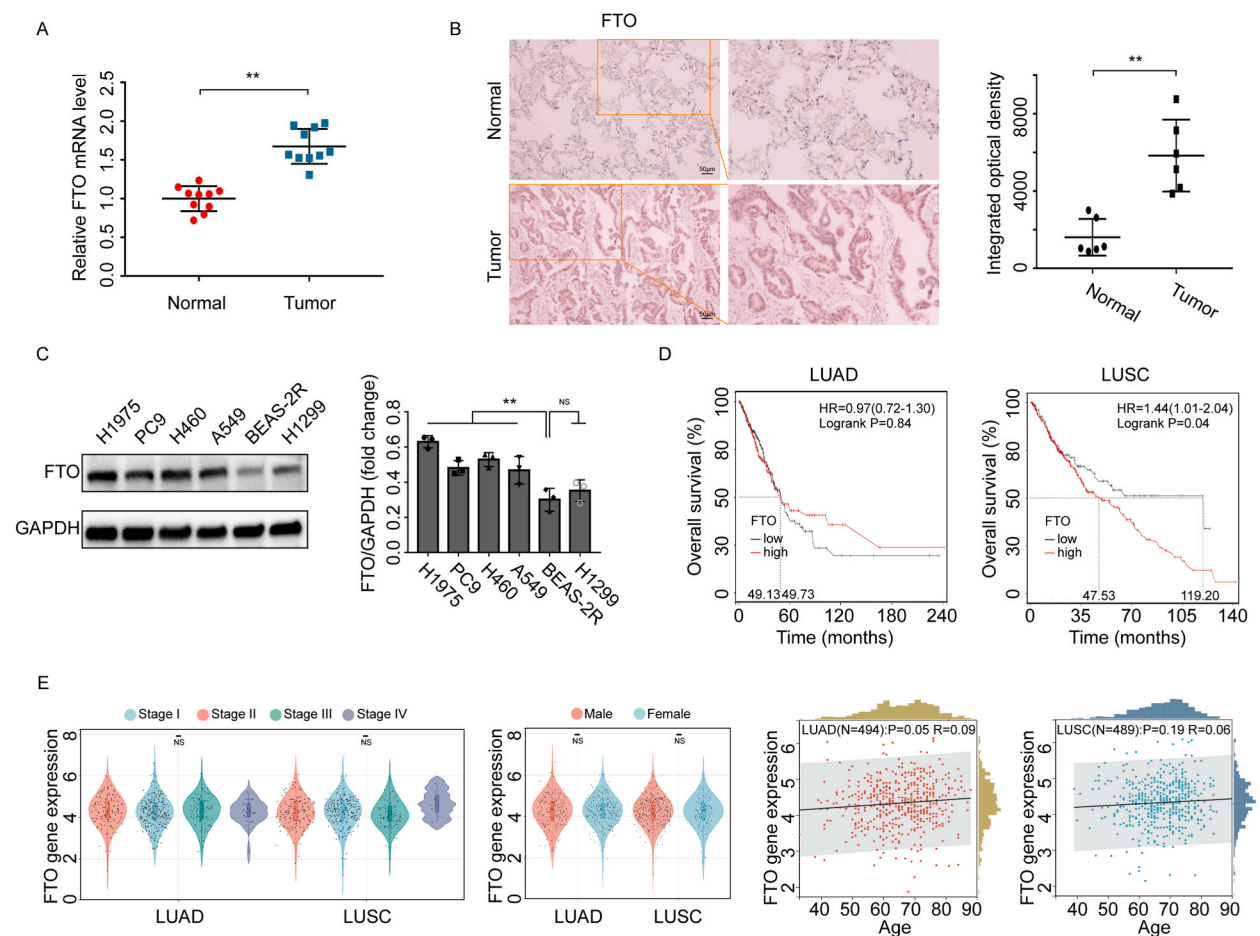 A
Relative FTO mRNA level
2.5
2.0
1.5
1.0
0.5
0.0
**
Normal
Tumor
B
FTO
Normal
Tumor
50μm
50μm
50μm
50μm
Integrated optical density
8000
4000
0
**
Normal
Tumor
C
H1975
PC9
H460
A549
BEAS-2R
H1299
FTO
GAPDH
FTO/GAPDH (fold change)
0.8
0.6
0.4
0.2
0.0
**
NS
H1975
PC9
H460
A549
BEAS-2R
H1299
D
LUAD
HR=0.97(0.72-1.30)
Logrank P=0.84
Overall survival (%)
100
80
50
30
0
FTO
low
high
49.13
49.73
0
60
120
180
240
Time (months)
LUSC
HR=1.44(1.01-2.04)
Logrank P=0.04
Overall survival (%)
100
80
50
30
0
FTO
low
high
47.53
119.20
0
35
70
105
140
Time (months)
E
Stage I
Stage II
Stage III
Stage IV
FTO gene expression
8
6
4
2
0
NS
NS
LUAD
LUSC
Male
Female
FTO gene expression
8
6
4
2
0
NS
NS
LUAD
LUSC
LUAD(N=494):P=0.05 R=0.09
FTO gene expression
6
5
4
3
2
40
50
60
70
80
90
Age
LUSC(N=489):P=0.19 R=0.06
FTO gene expression
6
5
4
3
2
40
50
60
70
80
90
Age